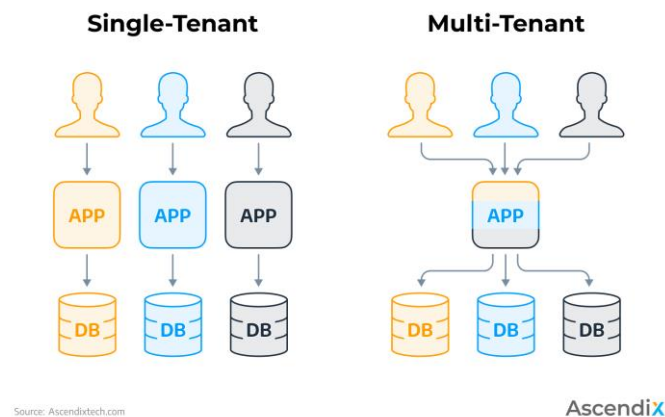 Single-Tenant
Multi-Tenant
APP
APP
APP
APP
DB
DB
DB
DB
DB
DB
Source: Ascendixtech.com
Ascendix